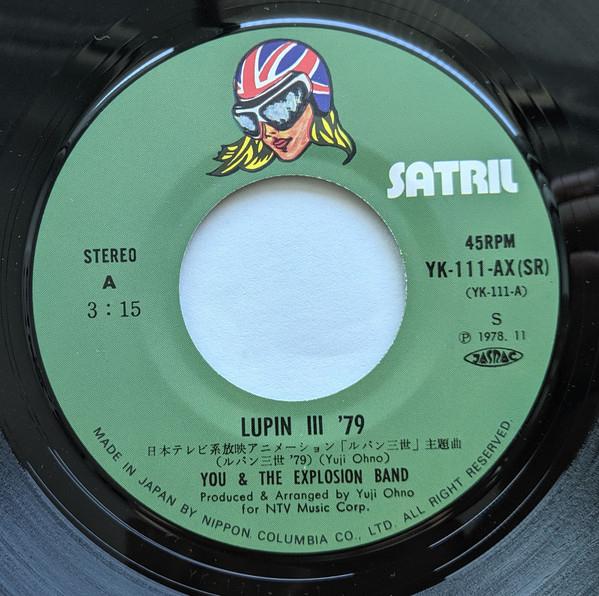 SATRIL
STEREO
A
3:15
45RPM
YK-111-AX(SR)
(YK-111-A)
S
Ⓟ 1978. 11
JASRAC
LUPIN III '79
日本テレビ系放映アニメーション「ルパン三世」主題曲
(ルパン三世 '79) (Yuji Ohno)
YOU & THE EXPLOSION BAND
Produced & Arranged by Yuji Ohno
for NTV Music Corp.
MADE IN JAPAN BY NIPPON COLUMBIA CO., LTD. ALL RIGHT RESERVED.